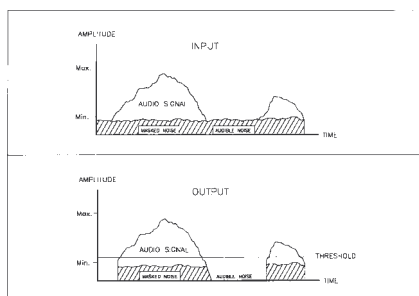 AMPLITUDE
INPUT
Max.
AUDIO SIGNAL
Min.
MASKED NOISE
AUDIBLE NOISE
TIME
AMPLITUDE
OUTPUT
Max.
AUDIO SIGNAL
THRESHOLD
Min.
MASKED NOISE
AUDIBLE NOISE
TIME